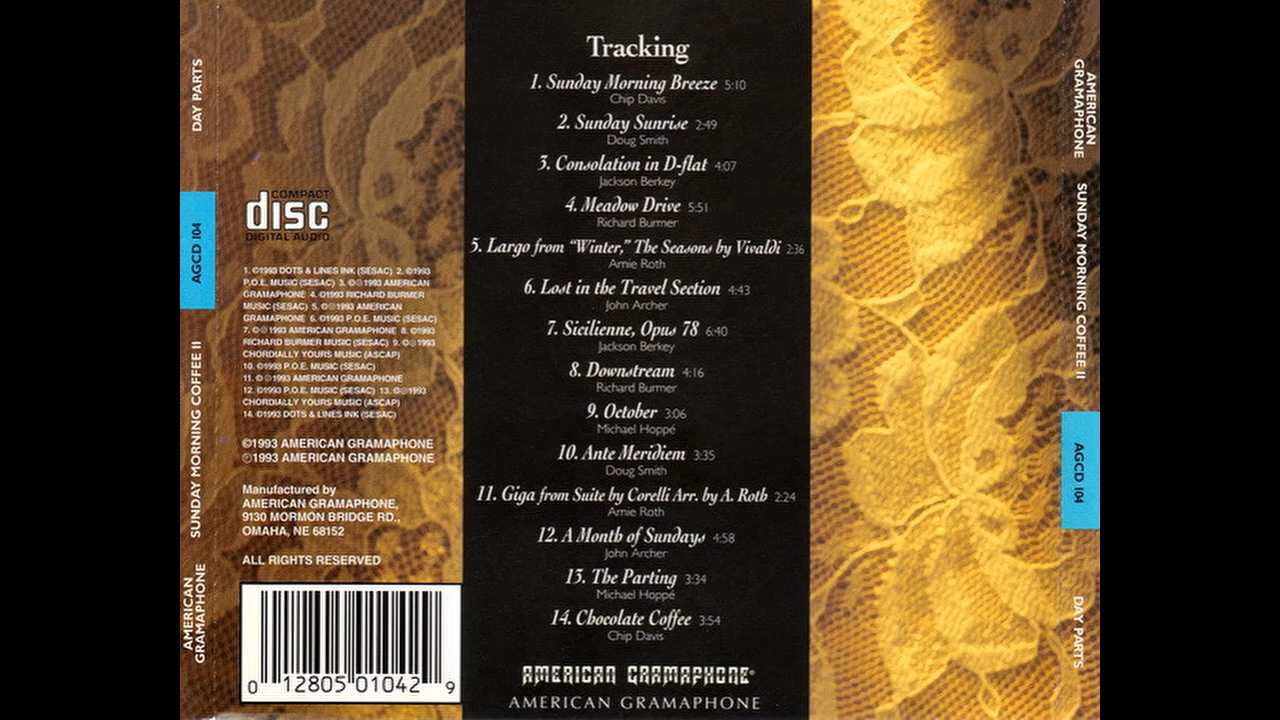 DAY PARTS
AGCD 104
SUNDAY MORNING COFFEE II
AMERICAN
GRAMAPHONE
COMPACT
disc
DIGITAL AUDIO
1. ©1993 DOTS & LINES INK (SESAC) 2. ©1993
P.O.E. MUSIC (SESAC) 3. ©℗1993 AMERICAN
GRAMAPHONE 4. ©1993 RICHARD BURMER
MUSIC (SESAC) 5. ©℗1993 AMERICAN
GRAMAPHONE 6. ©1993 P.O.E. MUSIC (SESAC)
7. ©℗1993 AMERICAN GRAMAPHONE 8. ©1993
RICHARD BURMER MUSIC (SESAC) 9. ©℗1993
CHORDIALLY YOURS MUSIC (ASCAP)
10. ©1993 P.O.E. MUSIC (SESAC)
11. ©℗1993 AMERICAN GRAMAPHONE
12. ©1993 P.O.E. MUSIC (SESAC) 13. ©℗1993
CHORDIALLY YOURS MUSIC (ASCAP)
14. ©1993 DOTS & LINES INK (SESAC)
©1993 AMERICAN GRAMAPHONE
℗1993 AMERICAN GRAMAPHONE
Manufactured by
AMERICAN GRAMAPHONE,
9130 MORMON BRIDGE RD.,
OMAHA, NE 68152
ALL RIGHTS RESERVED
0 12805 01042 9
Tracking
1. Sunday Morning Breeze 5:10
Chip Davis
2. Sunday Sunrise 2:49
Doug Smith
3. Consolation in D-flat 4:07
Jackson Berkey
4. Meadow Drive 5:51
Richard Burmer
5. Largo from "Winter," The Seasons by Vivaldi 2:36
Arnie Roth
6. Lost in the Travel Section 4:43
John Archer
7. Sicilienne, Opus 78 6:40
Jackson Berkey
8. Downstream 4:16
Richard Burmer
9. October 3:06
Michael Hoppé
10. Ante Meridiem 3:35
Doug Smith
11. Giga from Suite by Corelli Arr. by A. Roth 2:24
Arnie Roth
12. A Month of Sundays 4:58
John Archer
13. The Parting 3:34
Michael Hoppé
14. Chocolate Coffee 3:54
Chip Davis
AMERICAN GRAMAPHONE®
AMERICAN GRAMAPHONE
AMERICAN
GRAMAPHONE
SUNDAY MORNING COFFEE II
AGCD 104
DAY PARTS